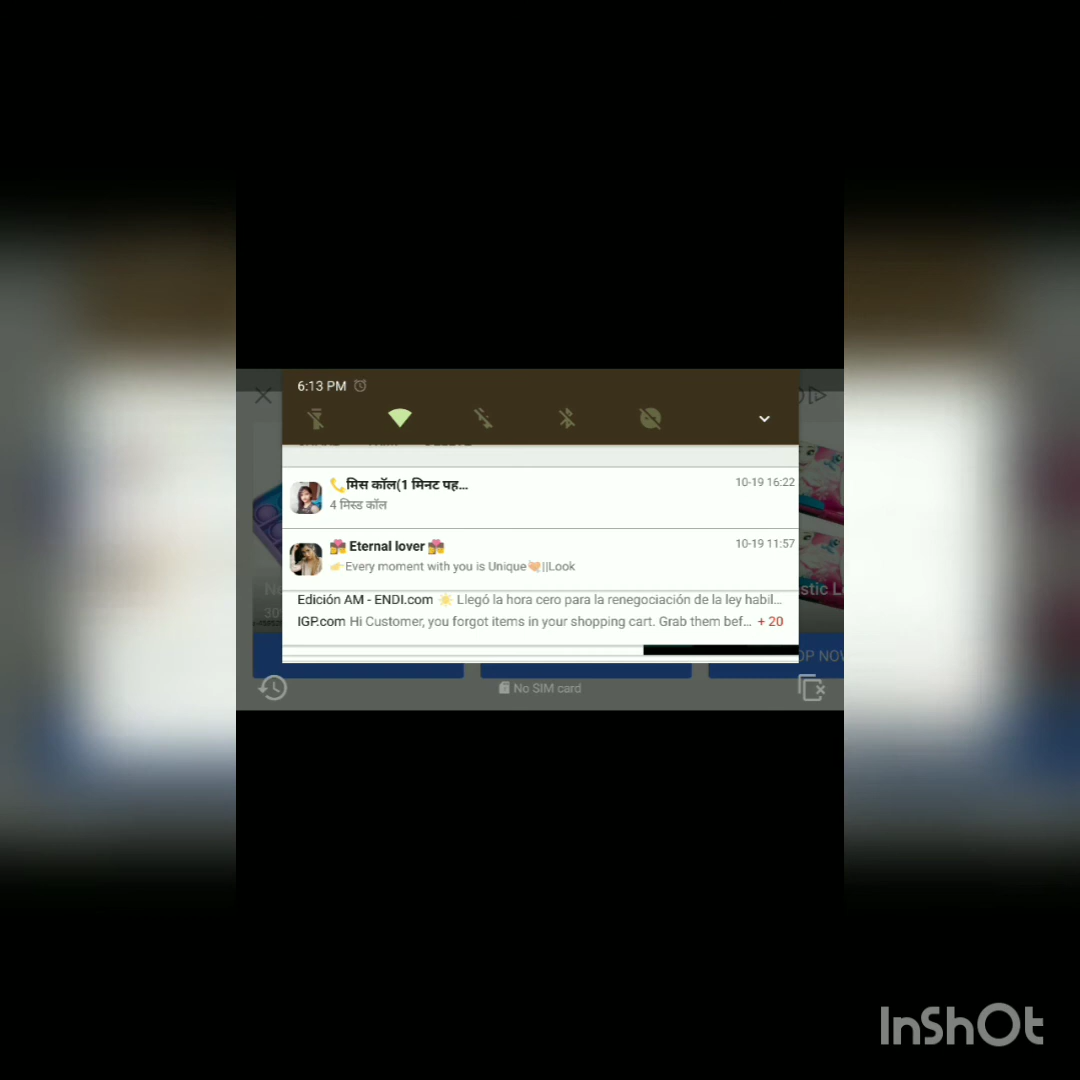 6:13 PM
📞मिस कॉल(1 मिनट पह...
10-19 16:22
4 मिस्ड कॉल
💏 Eternal lover 💏
10-19 11:57
👉Every moment with you is Unique💘||Look
Edición AM - ENDI.com ☀️ Llegó la hora cero para la renegociación de la ley habil...
IGP.com Hi Customer, you forgot items in your shopping cart. Grab them bef... + 20
No SIM card
InShOt